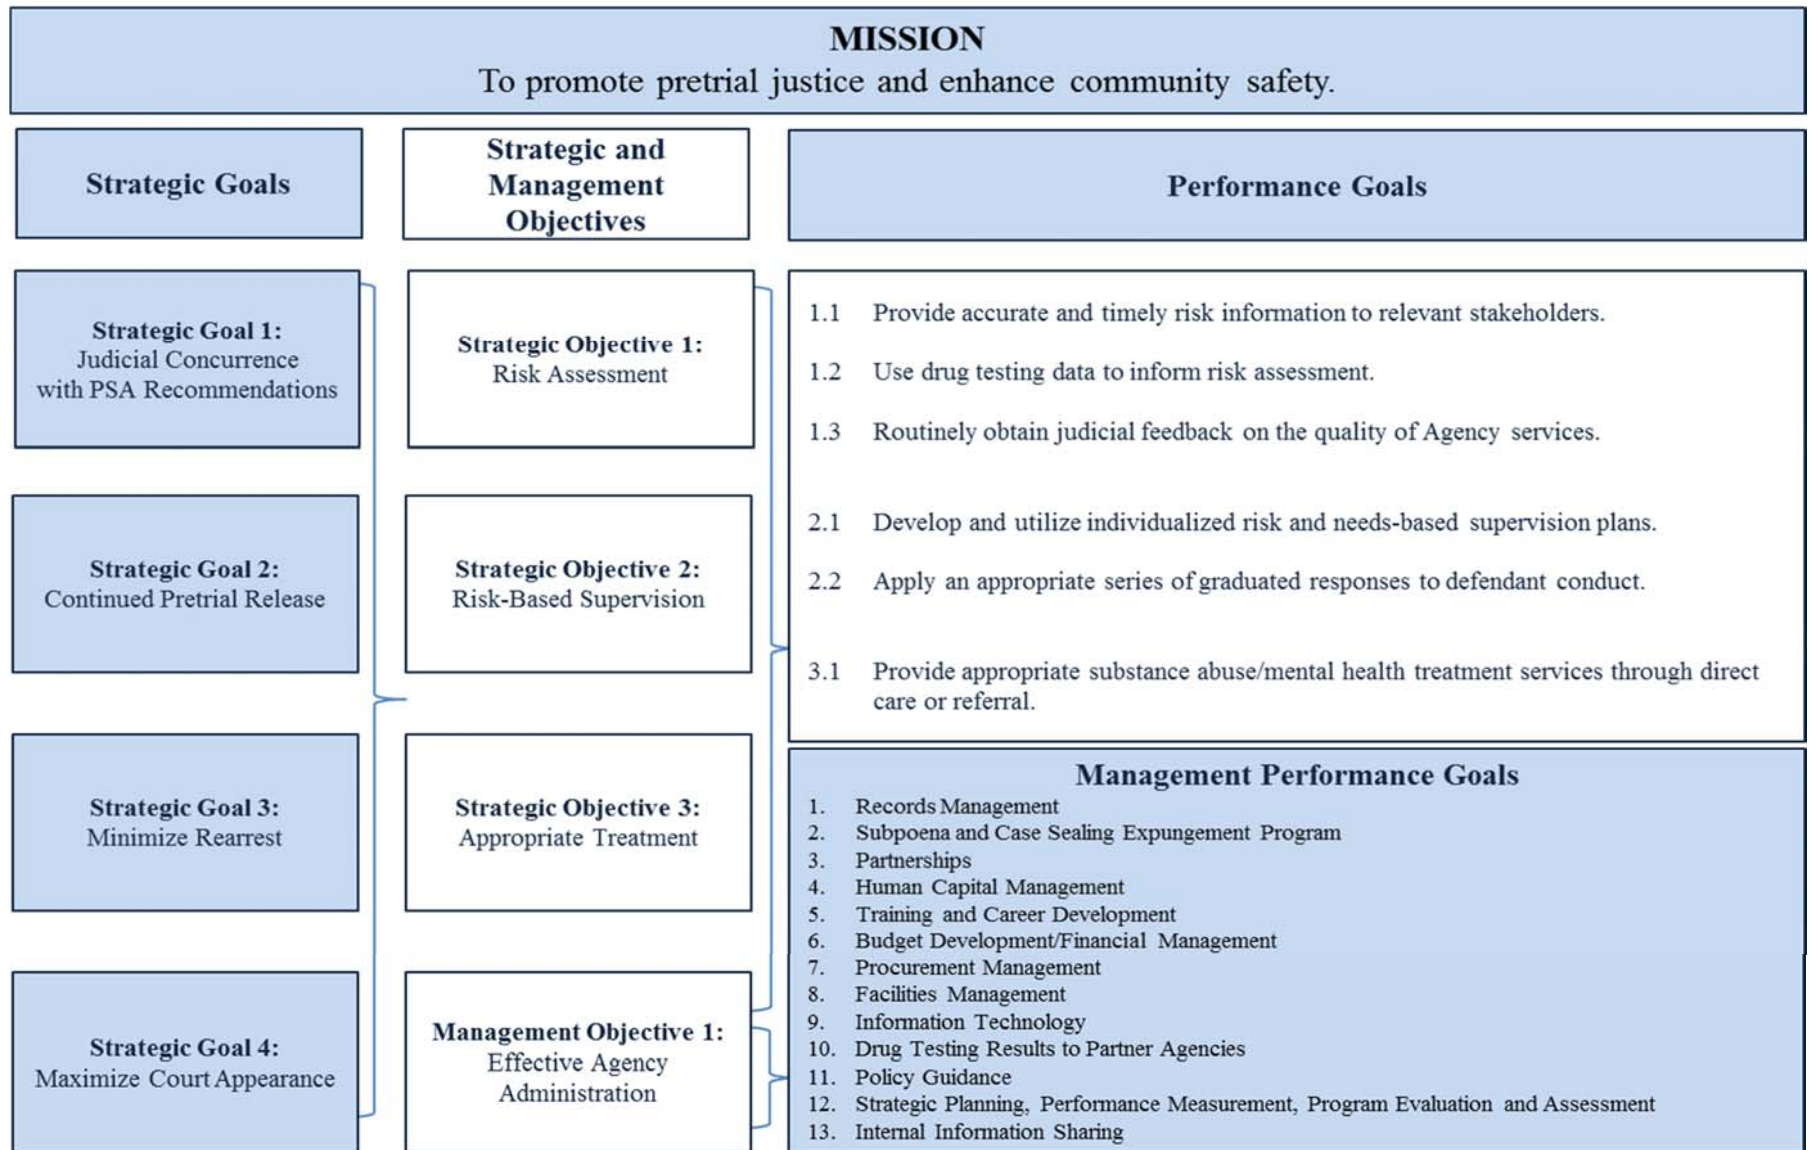 MISSION
To promote pretrial justice and enhance community safety.
Strategic Goals
Strategic and
Management
Objectives
Performance Goals
Strategic Goal 1:
Judicial Concurrence
with PSA Recommendations
Strategic Goal 2:
Continued Pretrial Release
Strategic Goal 3:
Minimize Rearrest
Strategic Goal 4:
Maximize Court Appearance
Strategic Objective 1:
Risk Assessment
Strategic Objective 2:
Risk-Based Supervision
Strategic Objective 3:
Appropriate Treatment
Management Objective 1:
Effective Agency
Administration
1.1 Provide accurate and timely risk information to relevant stakeholders.
1.2 Use drug testing data to inform risk assessment.
1.3 Routinely obtain judicial feedback on the quality of Agency services.
2.1 Develop and utilize individualized risk and needs-based supervision plans.
2.2 Apply an appropriate series of graduated responses to defendant conduct.
3.1 Provide appropriate substance abuse/mental health treatment services through direct
care or referral.
Management Performance Goals
1. Records Management
2. Subpoena and Case Sealing Expungement Program
3. Partnerships
4. Human Capital Management
5. Training and Career Development
6. Budget Development/Financial Management
7. Procurement Management
8. Facilities Management
9. Information Technology
10. Drug Testing Results to Partner Agencies
11. Policy Guidance
12. Strategic Planning, Performance Measurement, Program Evaluation and Assessment
13. Internal Information Sharing